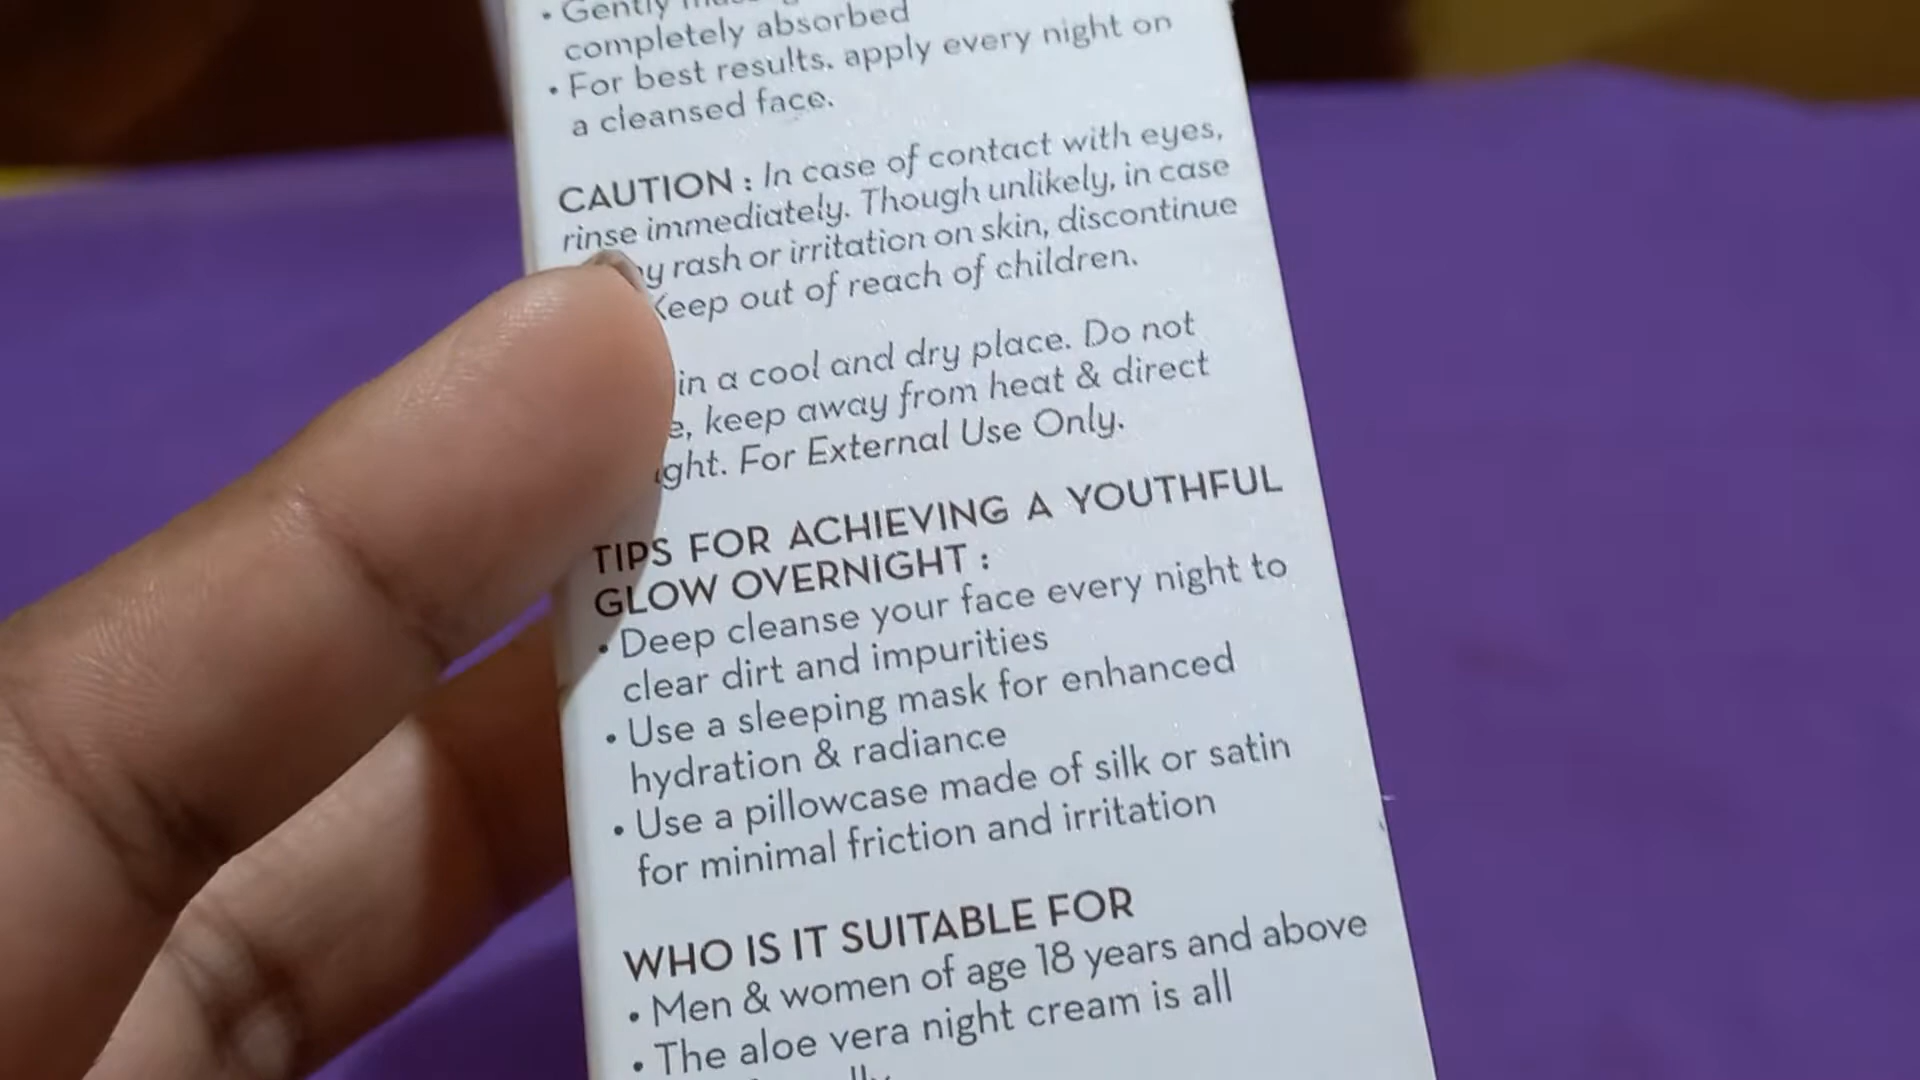 • Gently
completely absorbed
• For best results, apply every night on
a cleansed face.
CAUTION : In case of contact with eyes,
rinse immediately. Though unlikely, in case
rash or irritation on skin, discontinue
Keep out of reach of children.
in a cool and dry place. Do not
keep away from heat & direct
For External Use Only.
TIPS FOR ACHIEVING A YOUTHFUL
GLOW OVERNIGHT :
• Deep cleanse your face every night to
clear dirt and impurities
• Use a sleeping mask for enhanced
hydration & radiance
• Use a pillowcase made of silk or satin
for minimal friction and irritation
WHO IS IT SUITABLE FOR
• Men & women of age 18 years and above
• The aloe vera night cream is all